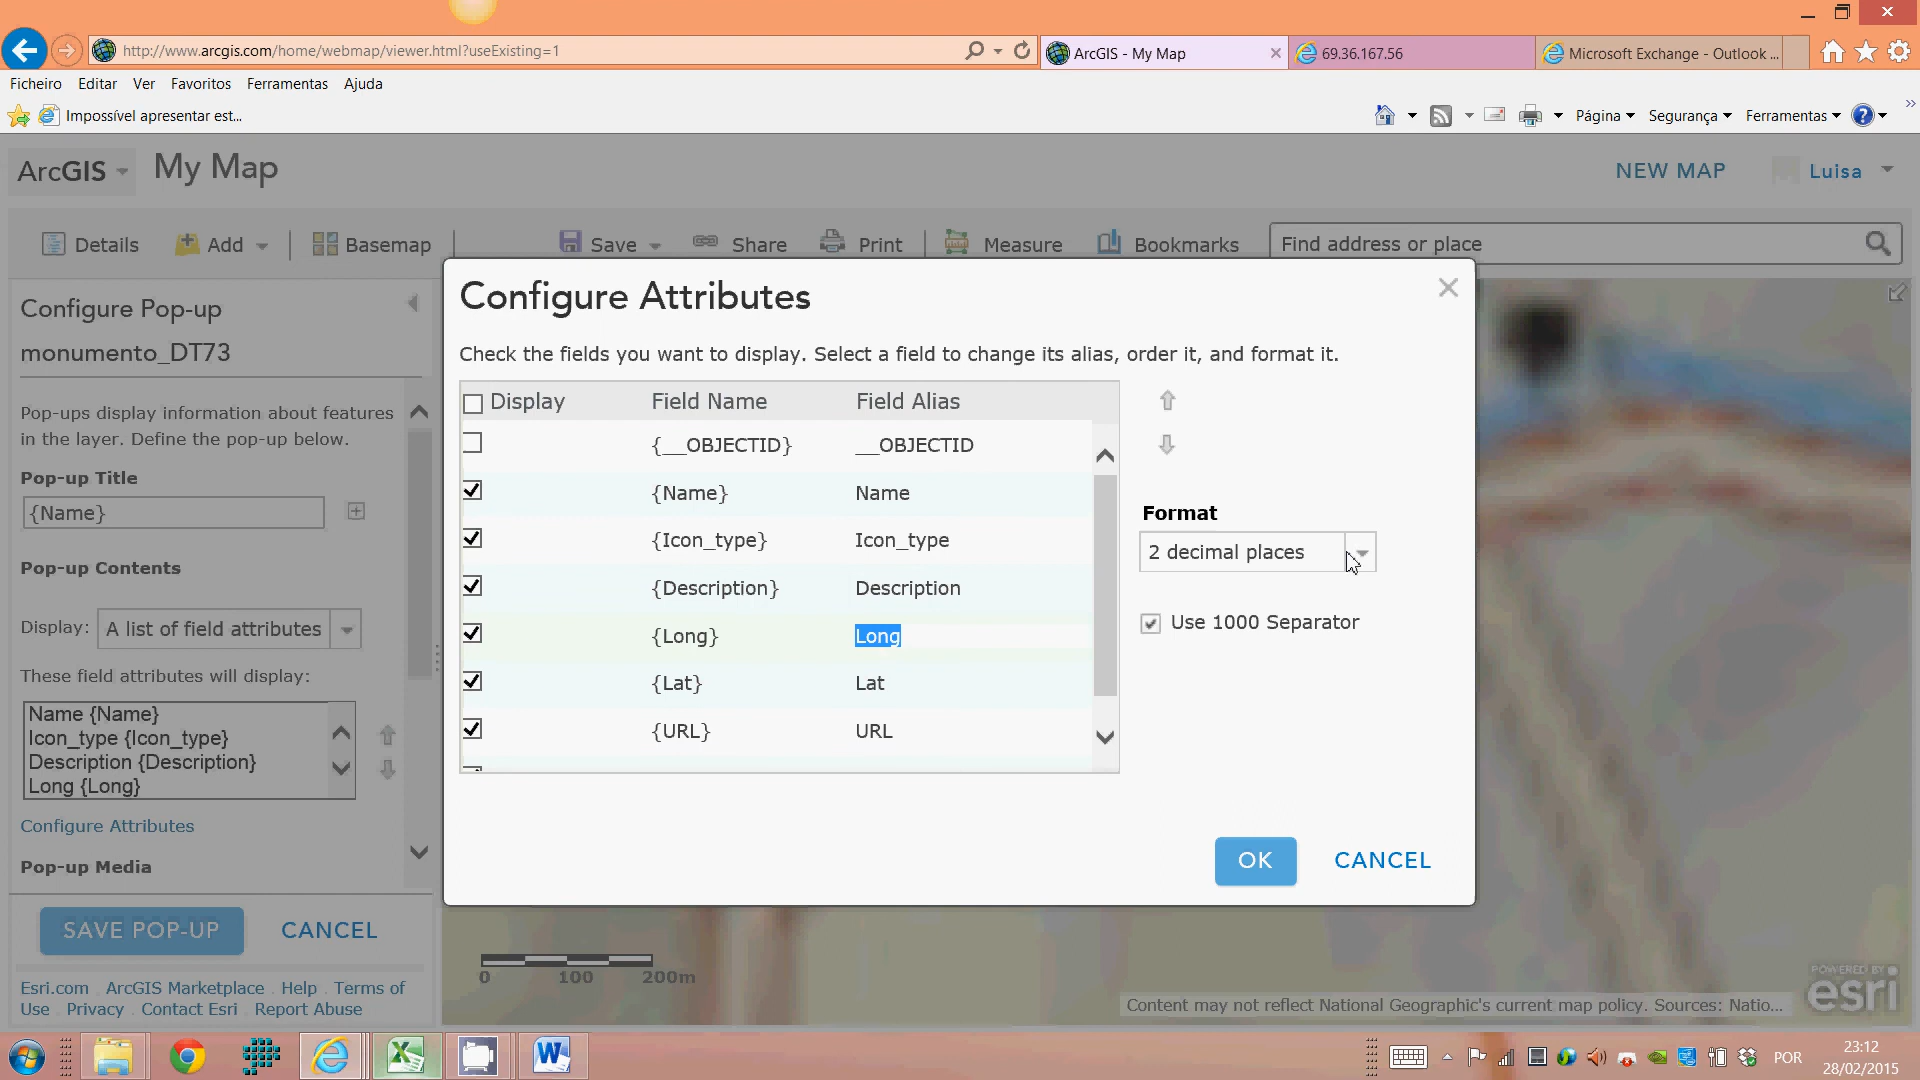 http://www.arcgis.com/home/webmap/viewer.html?useExisting=1
ArcGIS - My Map
69.36.167.56
Microsoft Exchange - Outlook ...
Ficheiro Editar Ver Favoritos Ferramentas Ajuda
Impossível apresentar est...
Página Segurança Ferramentas
ArcGIS My Map
NEW MAP Luisa
Details Add Basemap Save Share Print Measure Bookmarks
Find address or place
Configure Pop-up
monumento_DT73
Pop-ups display information about features
in the layer. Define the pop-up below.
Pop-up Title
{Name}
Pop-up Contents
Display: A list of field attributes
These field attributes will display:
Name {Name}
Icon_type {Icon_type}
Description {Description}
Long {Long}
Configure Attributes
Pop-up Media
SAVE POP-UP CANCEL
Esri.com . ArcGIS Marketplace . Help . Terms of
Use . Privacy . Contact Esri . Report Abuse
Configure Attributes
Check the fields you want to display. Select a field to change its alias, order it, and format it.
Display Field Name Field Alias
{__OBJECTID} __OBJECTID
{Name} Name
{Icon_type} Icon_type
{Description} Description
{Long} Long
{Lat} Lat
{URL} URL
Format
2 decimal places
Use 1000 Separator
OK CANCEL
0 100 200m
POWERED BY
esri
Content may not reflect National Geographic's current map policy. Sources: Natio...
POR
23:12
28/02/2015